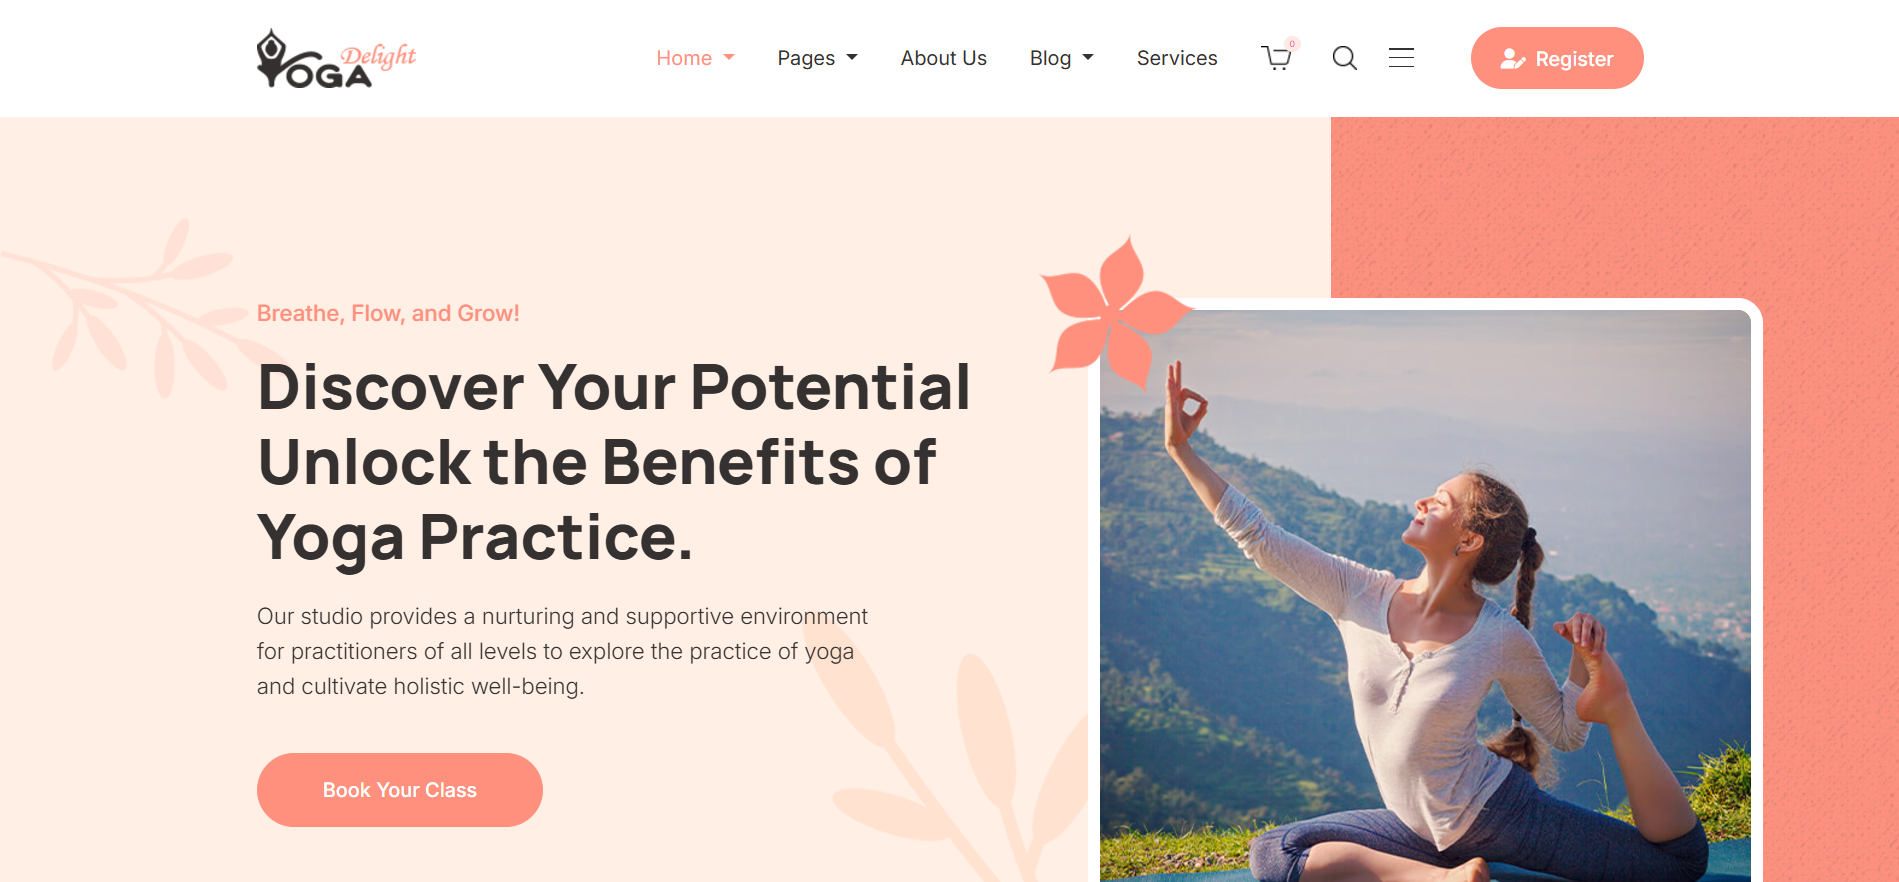 YOGA Delight
Home
Pages
About Us
Blog
Services
0
Register
Breathe, Flow, and Grow!
Discover Your Potential
Unlock the Benefits of
Yoga Practice.
Our studio provides a nurturing and supportive environment
for practitioners of all levels to explore the practice of yoga
and cultivate holistic well-being.
Book Your Class